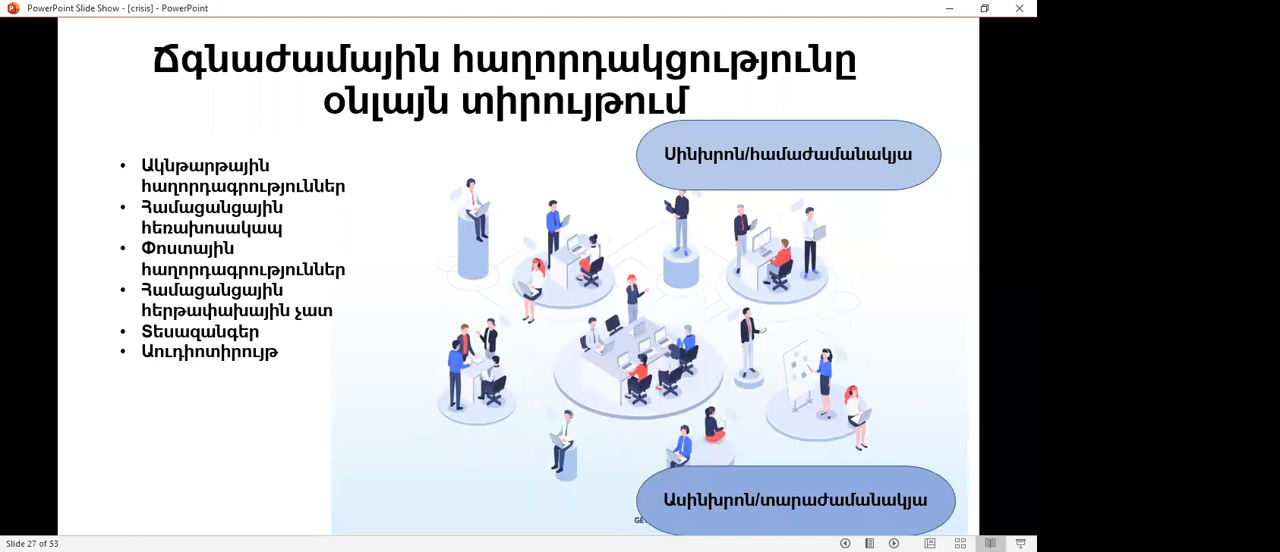 PowerPoint Slide Show - [crisis] - PowerPoint
Ճգնաժամային հաղորդակցությունը
օնլայն տիրույթում
Սինխրոն/համաժամանակյա
• Ակնթարթային
հաղորդագրություններ
• Համացանցային
հեռախոսակապ
• Փոստային
հաղորդագրություններ
• Համացանցային
հերթափախային չատ
• Տեսազանգեր
• Աուդիոտիրույթ
Ասինխրոն/տարաժամանակյա
Slide 27 of 53